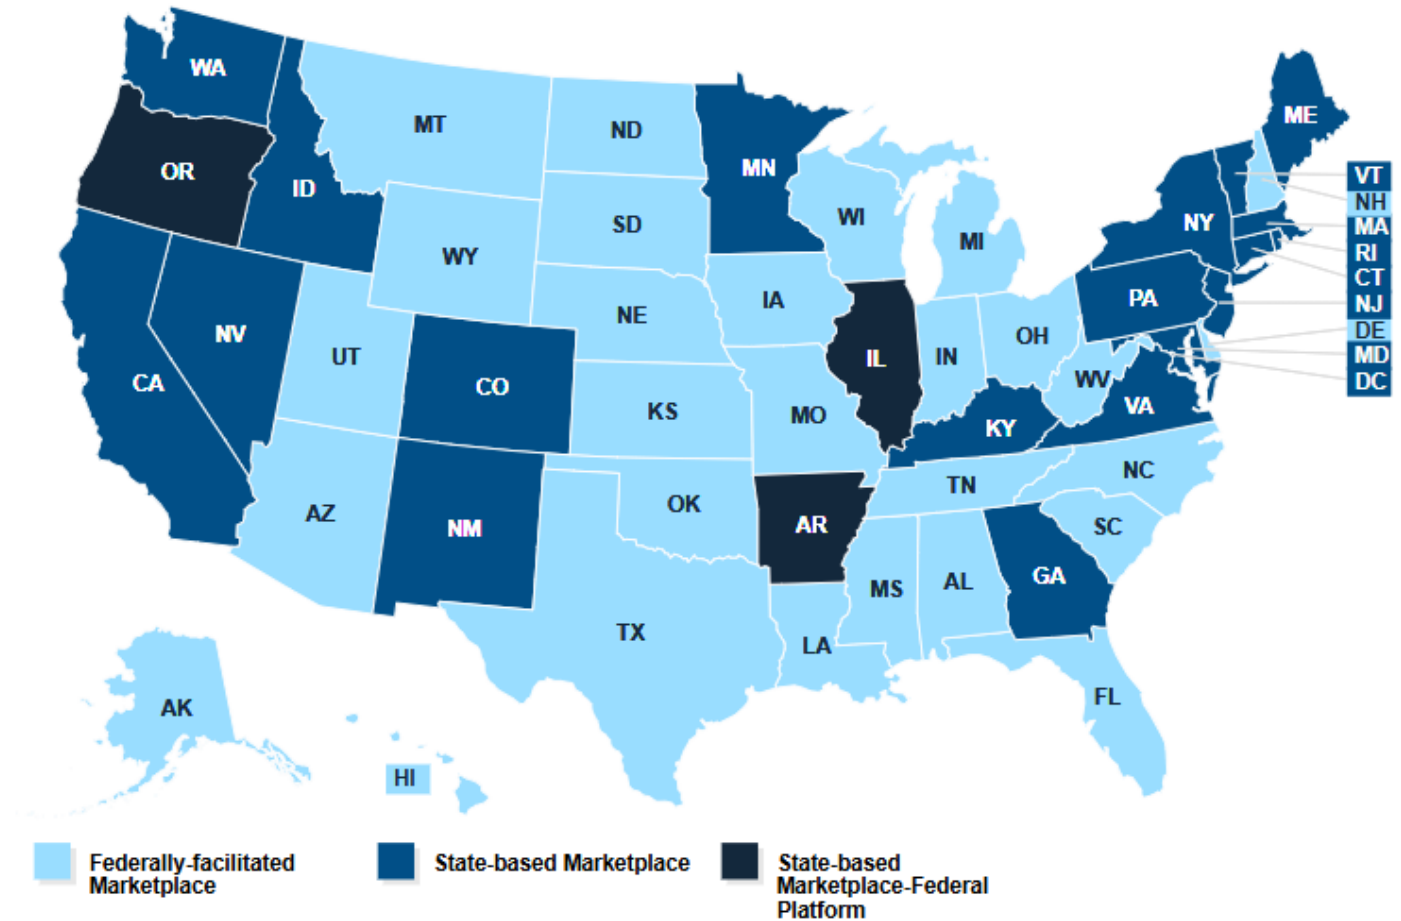 WA
MT
ND
MN
ME
OR
ID
SD
WI
MI
VT
NH
NY
MA
RI
CT
WY
IA
PA
NJ
NE
OH
DE
NV
UT
IL
IN
MD
DC
CA
CO
WV
VA
KS
MO
KY
NC
TN
OK
AZ
NM
AR
SC
GA
MS
AL
TX
LA
FL
AK
HI
Federally-facilitated
Marketplace
State-based Marketplace
State-based
Marketplace-Federal
Platform